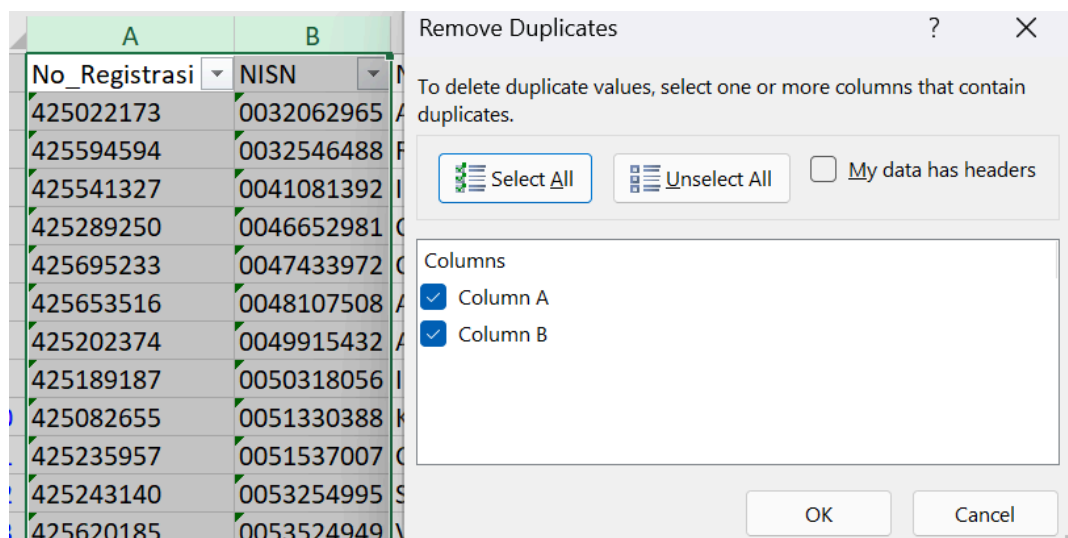 A B
No_Registrasi NISN
425022173 0032062965
425594594 0032546488
425541327 0041081392
425289250 0046652981
425695233 0047433972
425653516 0048107508
425202374 0049915432
425189187 0050318056
425082655 0051330388
425235957 0051537007
425243140 0053254995
425620185 0053524949
Remove Duplicates ?
To delete duplicate values, select one or more columns that contain
duplicates.
Select All Unselect All My data has headers
Columns
Column A
Column B
OK Cancel